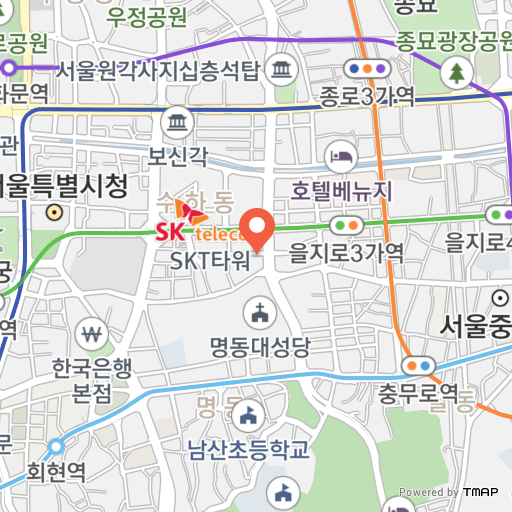 종묘
우정공원
로공원
종묘광장공원
서울원각사지십층석탑
화문역
종로3가역
관
보신각
서울특별시청
호텔베뉴지
수하동
SK teleco
을지로3가역
을지로4
SKT타워
궁
서울중
역
명동대성당
한국은행
본점
충무로역
명동
필동
남산초등학교
문
회현역
Powered by TMAP